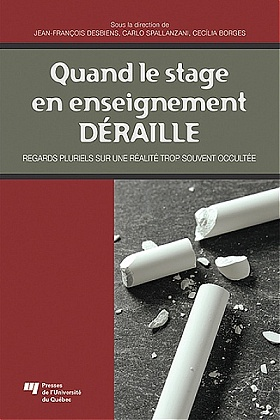 Sous la direction de
JEAN-FRANÇOIS DESBIENS, CARLO SPALLANZANI, CECÍLIA BORGES
Quand le stage
en enseignement
DÉRAILLE
REGARDS PLURIELS SUR UNE RÉALITÉ TROP SOUVENT OCCULTÉE
Presses
de l'Université
du Québec